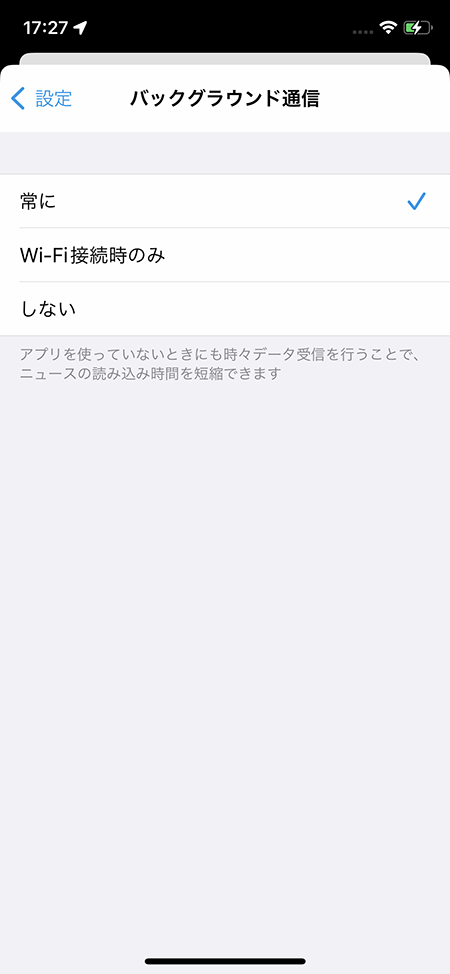 17:27
設定
バックグラウンド通信
常に
Wi-Fi接続時のみ
しない
アプリを使っていないときにも時々データ受信を行うことで、
ニュースの読み込み時間を短縮できます